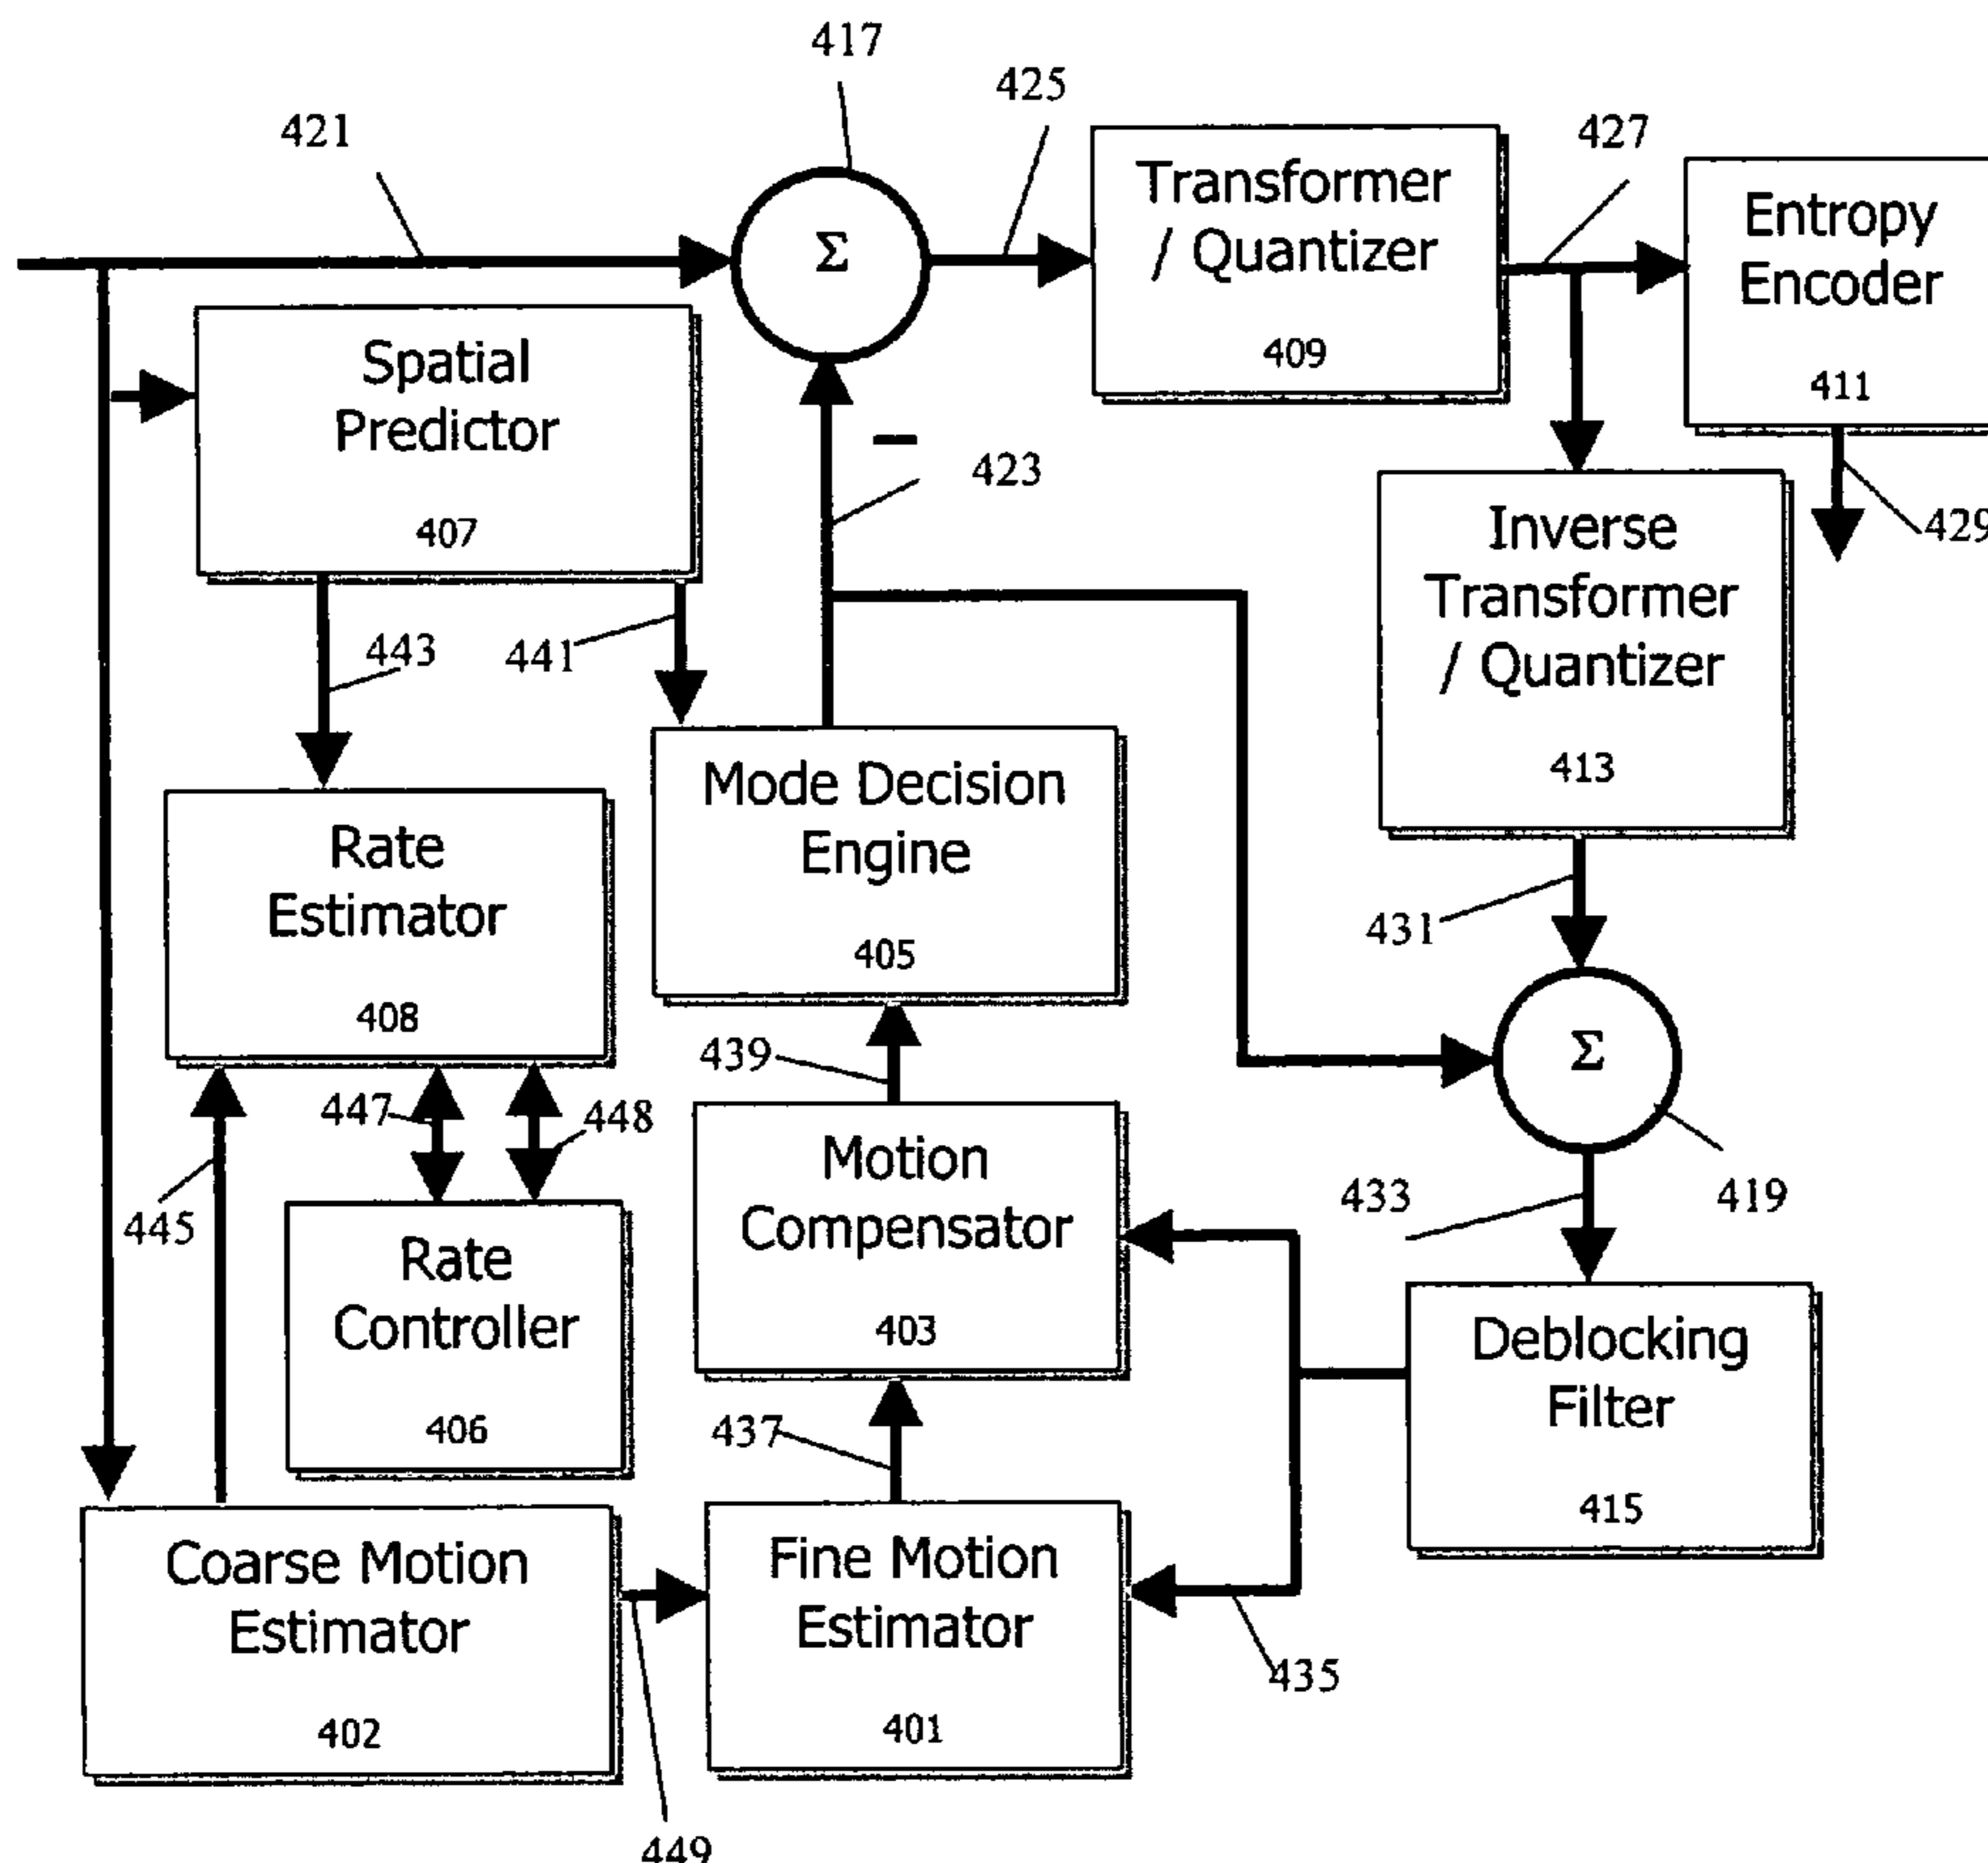 417
425
421
427
Transformer
/ Quantizer
409
Entropy
Encoder
411
Σ
Spatial
Predictor
407
–
423
429
Inverse
Transformer
/ Quantizer
413
443
441
Mode Decision
Engine
405
Rate
Estimator
408
431
439
Σ
447
448
445
Motion
Compensator
403
433
419
Rate
Controller
406
Deblocking
Filter
415
437
Coarse Motion
Estimator
402
Fine Motion
Estimator
401
435
449